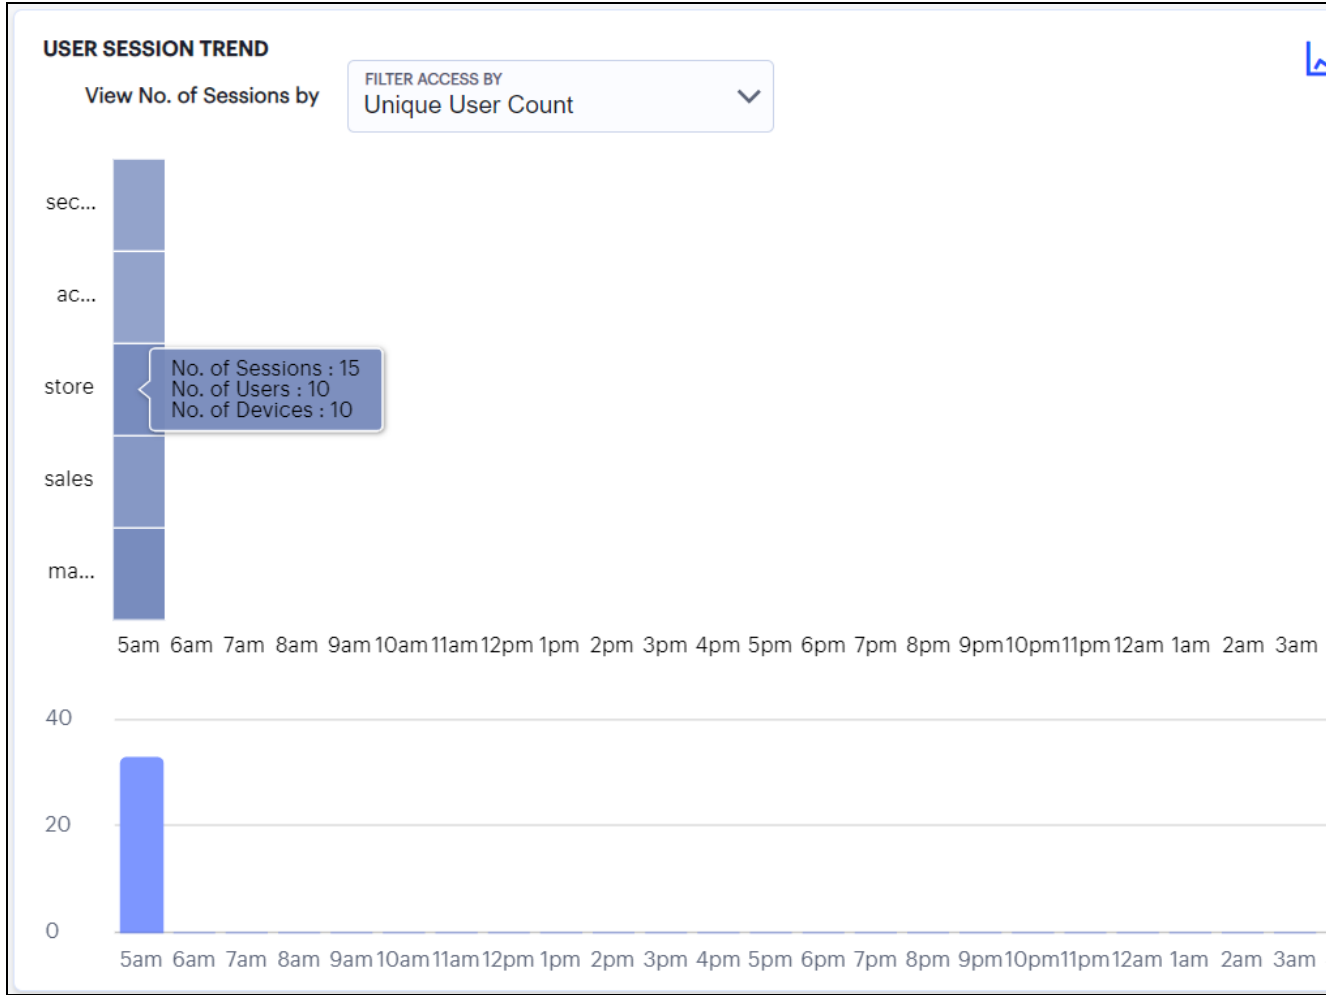 USER SESSION TREND
View No. of Sessions by
FILTER ACCESS BY
Unique User Count
sec...
ac...
store
No. of Sessions : 15
No. of Users : 10
No. of Devices : 10
sales
ma...
5am 6am 7am 8am 9am 10am 11am 12pm 1pm 2pm 3pm 4pm 5pm 6pm 7pm 8pm 9pm 10pm 11pm 12am 1am 2am 3am
40
20
0
5am 6am 7am 8am 9am 10am 11am 12pm 1pm 2pm 3pm 4pm 5pm 6pm 7pm 8pm 9pm 10pm 11pm 12am 1am 2am 3am